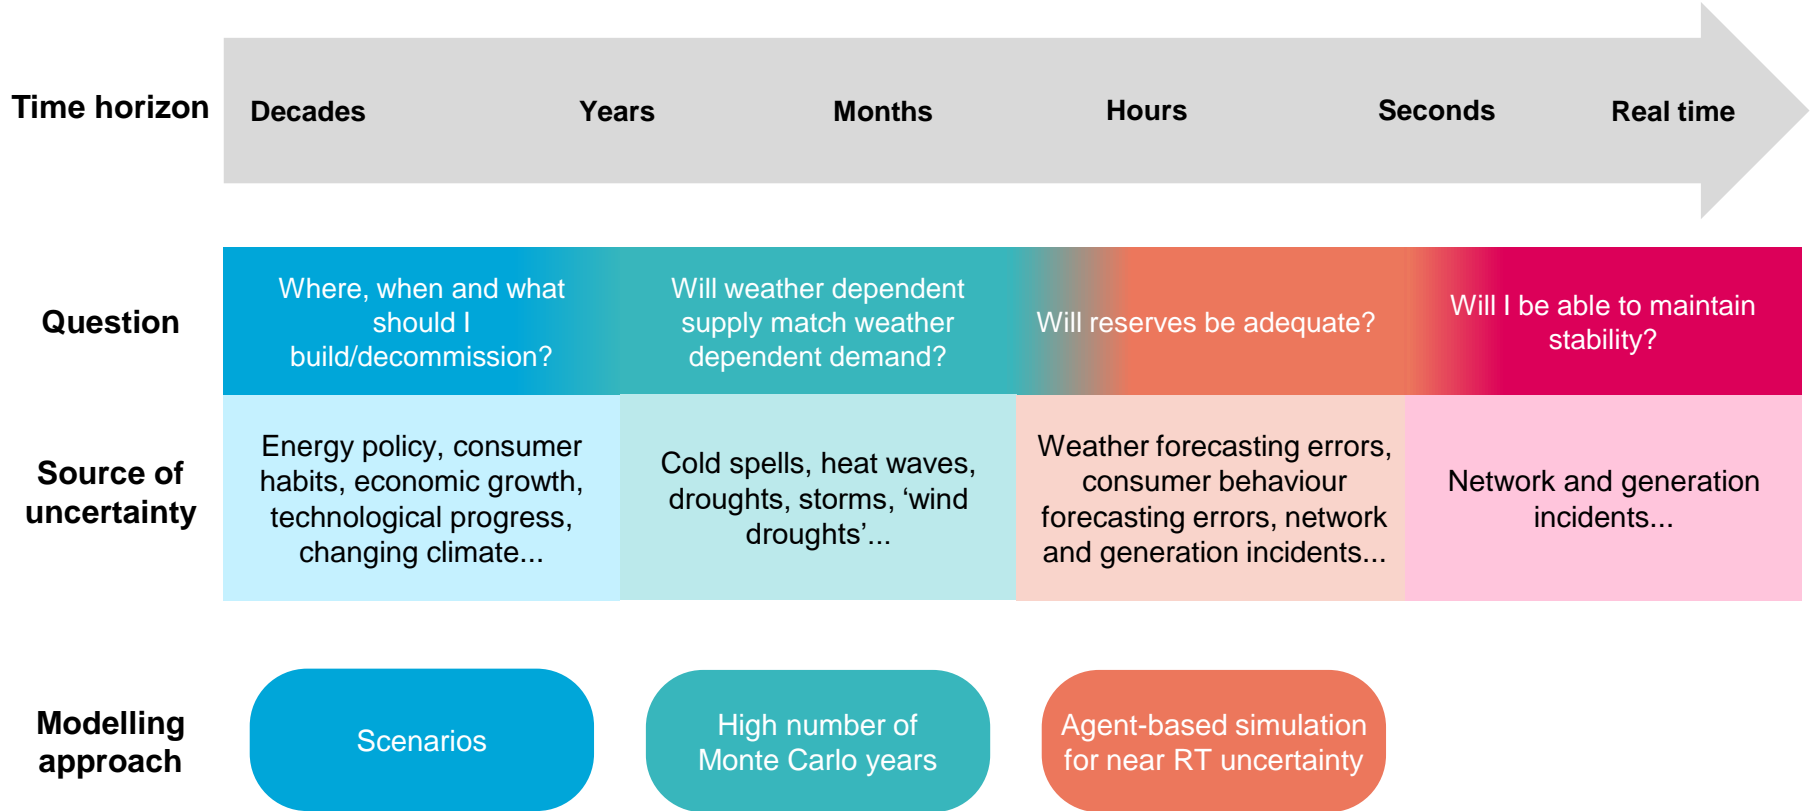 Time horizon
Decades
Years
Months
Hours
Seconds
Real time
Question
Where, when and what
should I
build/decommission?
Will weather dependent
supply match weather
dependent demand?
Will reserves be adequate?
Will I be able to maintain
stability?
Source of
uncertainty
Energy policy, consumer
habits, economic growth,
technological progress,
changing climate...
Cold spells, heat waves,
droughts, storms, ‘wind
droughts’...
Weather forecasting errors,
consumer behaviour
forecasting errors, network
and generation incidents...
Network and generation
incidents...
Modelling
approach
Scenarios
High number of
Monte Carlo years
Agent-based simulation
for near RT uncertainty